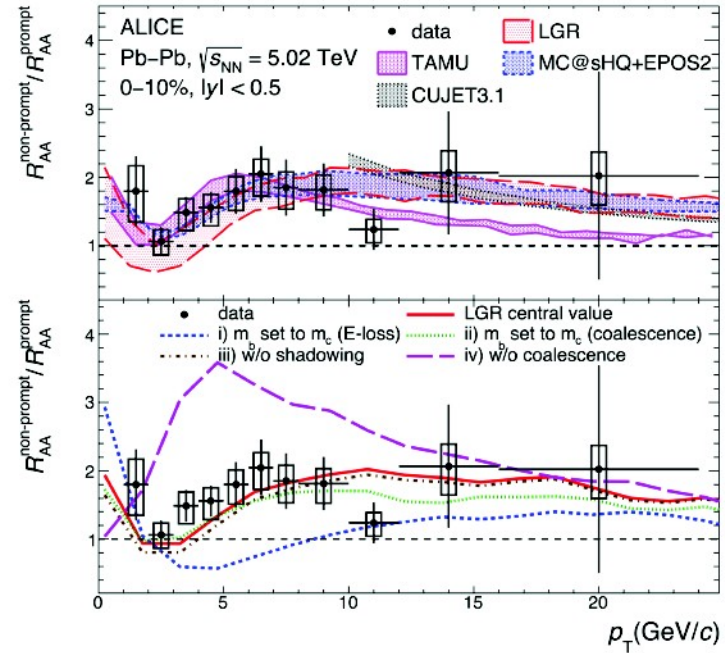 ALICE
Pb–Pb, √sNN = 5.02 TeV
0–10%, |y| < 0.5
data
LGR
TAMU
MC@sHQ+EPOS2
CUJET3.1
R_AA^non-prompt / R_AA^prompt
4
3
2
1
data
LGR central value
i) m_b set to m_c (E-loss)
ii) m_b set to m_c (coalescence)
iii) w/o shadowing
iv) w/o coalescence
R_AA^non-prompt / R_AA^prompt
4
3
2
1
0 5 10 15 20
p_T (GeV/c)